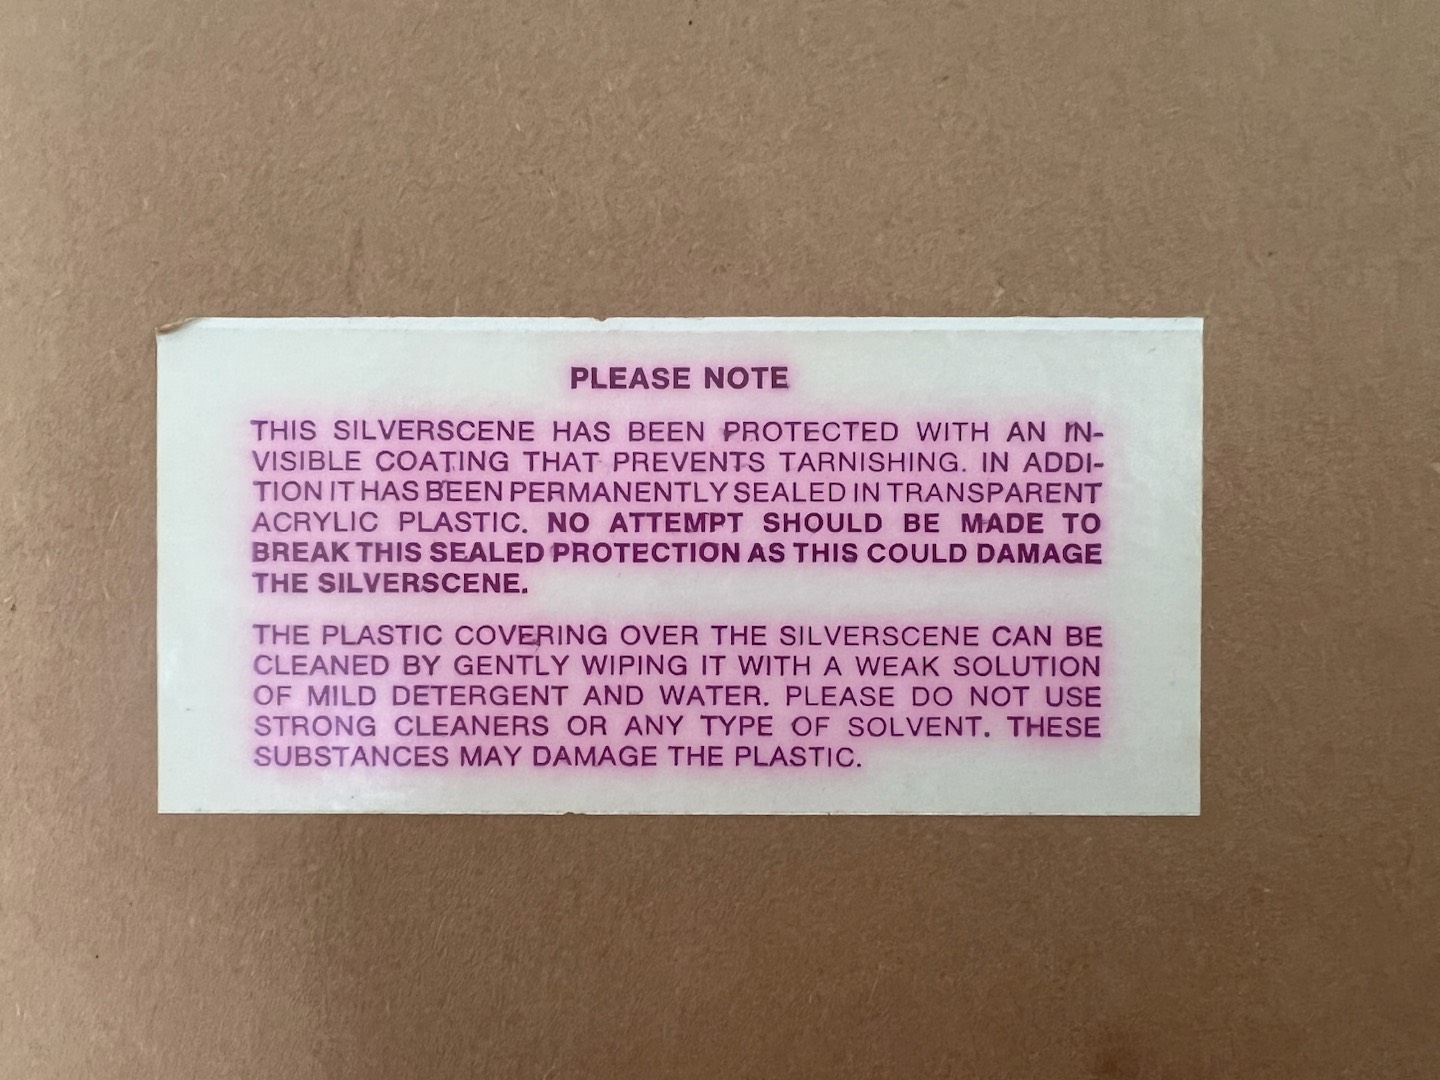 PLEASE NOTE
THIS SILVERSCENE HAS BEEN PROTECTED WITH AN IN-
VISIBLE COATING THAT PREVENTS TARNISHING. IN ADDI-
TION IT HAS BEEN PERMANENTLY SEALED IN TRANSPARENT
ACRYLIC PLASTIC. NO ATTEMPT SHOULD BE MADE TO
BREAK THIS SEALED PROTECTION AS THIS COULD DAMAGE
THE SILVERSCENE.
THE PLASTIC COVERING OVER THE SILVERSCENE CAN BE
CLEANED BY GENTLY WIPING IT WITH A WEAK SOLUTION
OF MILD DETERGENT AND WATER. PLEASE DO NOT USE
STRONG CLEANERS OR ANY TYPE OF SOLVENT. THESE
SUBSTANCES MAY DAMAGE THE PLASTIC.